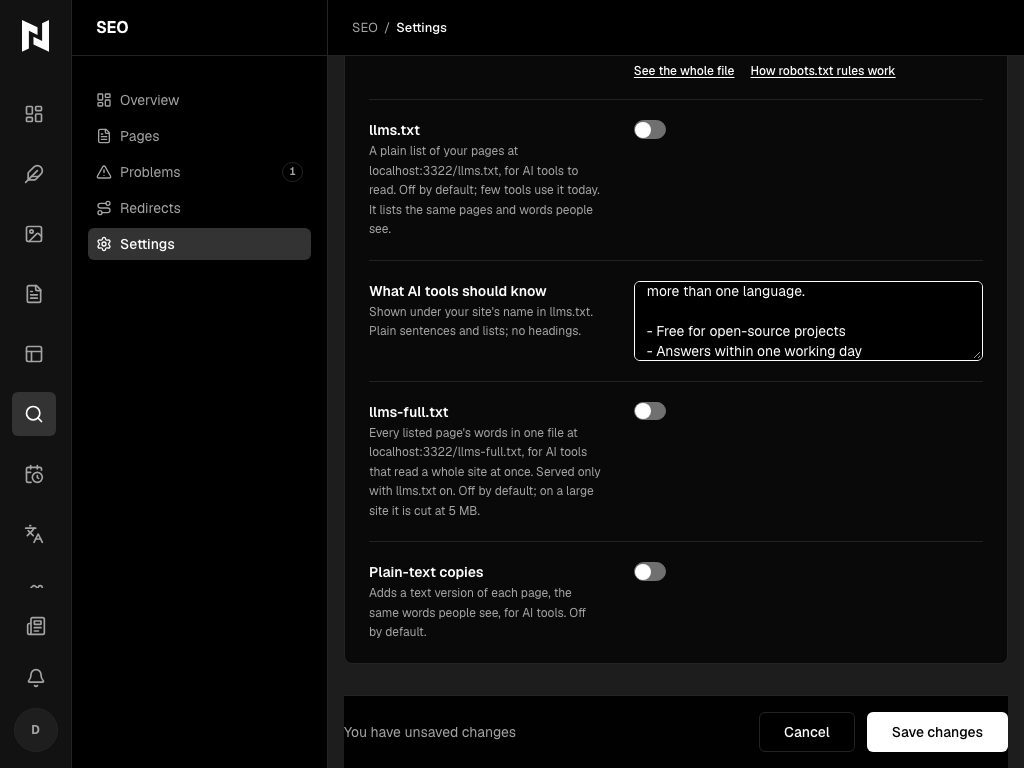 SEO
SEO / Settings
Overview
Pages
Problems 1
Redirects
Settings
See the whole file How robots.txt rules work
llms.txt
A plain list of your pages at
localhost:3322/llms.txt, for AI tools to
read. Off by default; few tools use it today.
It lists the same pages and words people
see.
What AI tools should know
Shown under your site's name in llms.txt.
Plain sentences and lists; no headings.
more than one language.
- Free for open-source projects
- Answers within one working day
llms-full.txt
Every listed page's words in one file at
localhost:3322/llms-full.txt, for AI tools
that read a whole site at once. Served only
with llms.txt on. Off by default; on a large
site it is cut at 5 MB.
Plain-text copies
Adds a text version of each page, the
same words people see, for AI tools. Off
by default.
D
You have unsaved changes
Cancel
Save changes